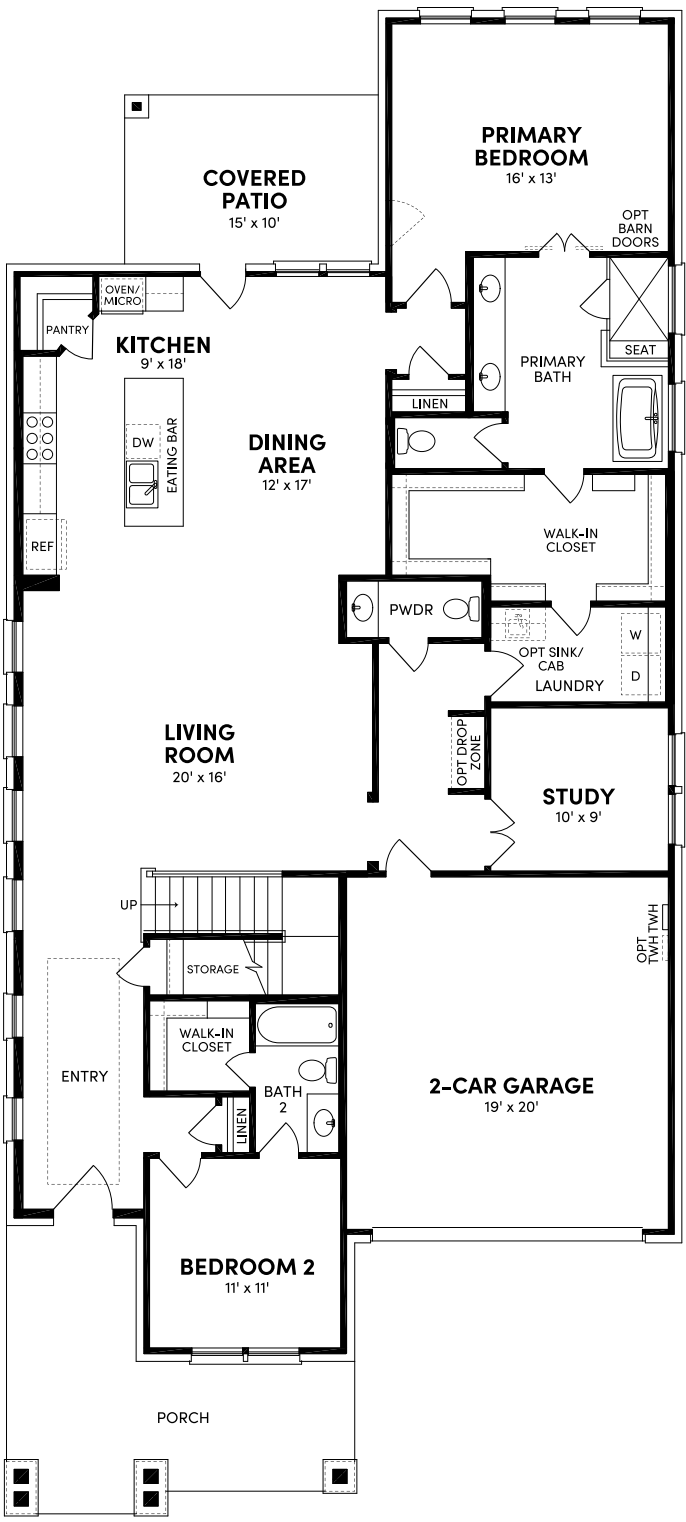 PRIMARY
BEDROOM
16' x 13'
COVERED
PATIO
15' x 10'
OPT
BARN
DOORS
OVEN/
MICRO
PANTRY
KITCHEN
9' x 18'
SEAT
PRIMARY
BATH
LINEN
DW
EATING BAR
DINING
AREA
12' x 17'
REF
WALK-IN
CLOSET
PWDR
OPT SINK/
CAB
W
D
LAUNDRY
LIVING
ROOM
20' x 16'
OPT DROP
ZONE
STUDY
10' x 9'
UP
OPT
TWH TWH
STORAGE
WALK-IN
CLOSET
ENTRY
BATH
2
LINEN
2-CAR GARAGE
19' x 20'
BEDROOM 2
11' x 11'
PORCH